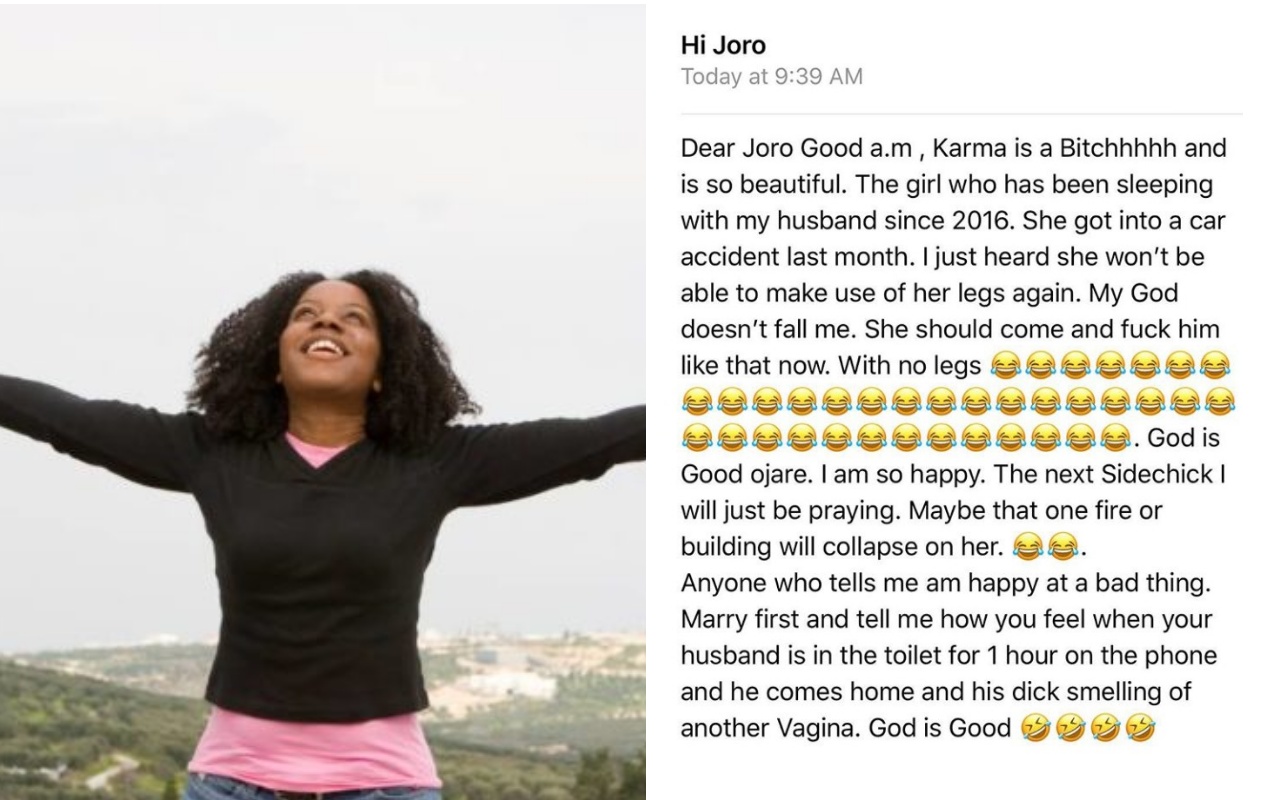 Hi Joro
Today at 9:39 AM
Dear Joro Good a.m , Karma is a Bitchhhhh and
is so beautiful. The girl who has been sleeping
with my husband since 2016. She got into a car
accident last month. I just heard she won’t be
able to make use of her legs again. My God
doesn’t fall me. She should come and fuck him
like that now. With no legs 😂😂😂😂😂😂😂
😂😂😂😂😂😂😂😂😂😂😂😂😂😂😂😂
😂😂😂😂😂😂😂😂😂😂😂😂😂. God is
Good ojare. I am so happy. The next Sidechick I
will just be praying. Maybe that one fire or
building will collapse on her. 😂😂.
Anyone who tells me am happy at a bad thing.
Marry first and tell me how you feel when your
husband is in the toilet for 1 hour on the phone
and he comes home and his dick smelling of
another Vagina. God is Good 🤣🤣🤣🤣